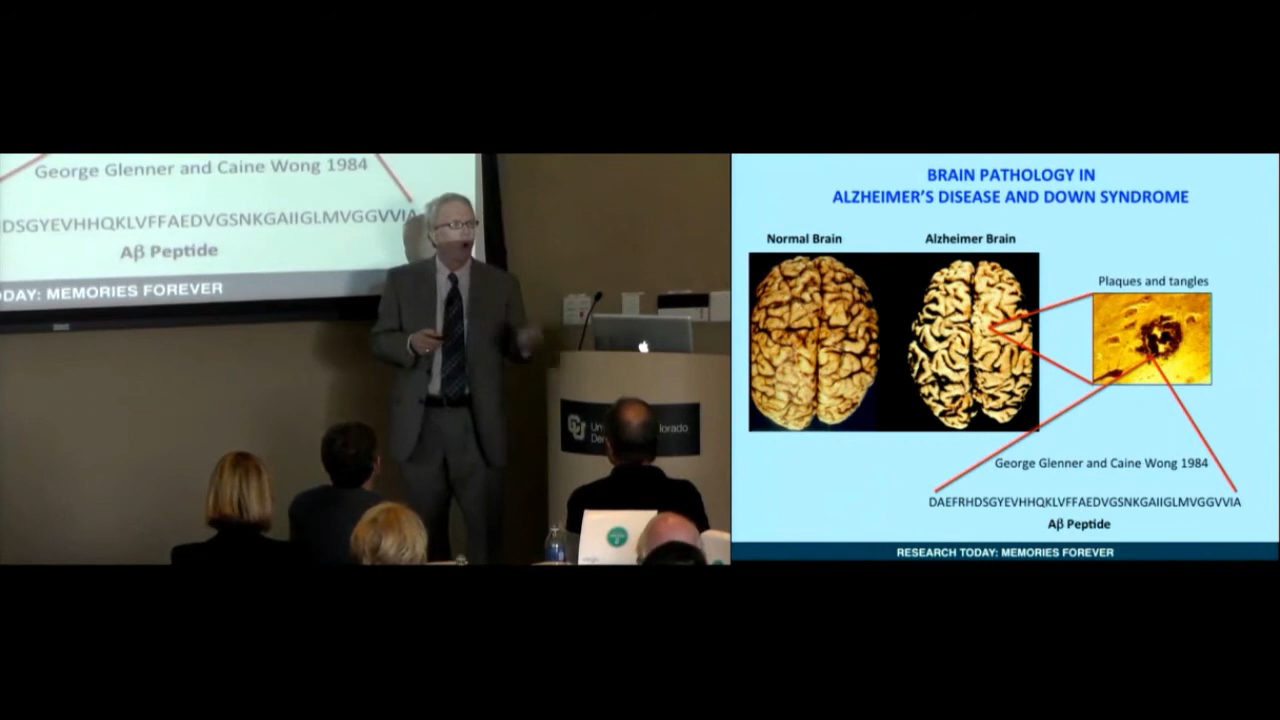 George Glenner and Caine Wong 1984
DSGYEVHHQKLVFFAEDVGSNKGAIIGLMVGGVVIA
Aβ Peptide
ODAY: MEMORIES FOREVER
CU
BRAIN PATHOLOGY IN
ALZHEIMER'S DISEASE AND DOWN SYNDROME
Normal Brain
Alzheimer Brain
Plaques and tangles
George Glenner and Caine Wong 1984
DAEFRHDSGYEVHHQKLVFFAEDVGSNKGAIIGLMVGGVVIA
Aβ Peptide
RESEARCH TODAY: MEMORIES FOREVER